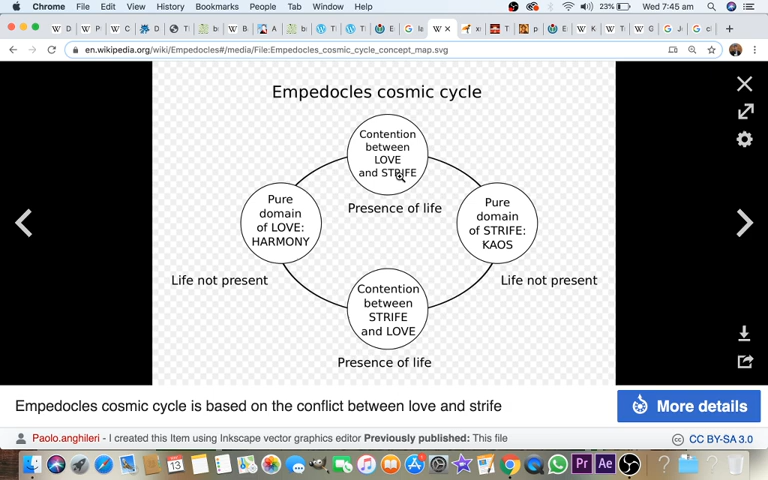 Chrome File Edit View History Bookmarks People Tab Window Help
23% Wed 7:45 am
en.wikipedia.org/wiki/Empedocles#/media/File:Empedocles_cosmic_cycle_concept_map.svg
Empedocles cosmic cycle
Contention
between
LOVE
and STRIFE
Presence of life
Pure
domain
of LOVE:
HARMONY
Pure
domain
of STRIFE:
KAOS
Life not present
Life not present
Contention
between
STRIFE
and LOVE
Presence of life
Empedocles cosmic cycle is based on the conflict between love and strife
More details
Paolo.anghileri - I created this Item using Inkscape vector graphics editor Previously published: This file
CC BY-SA 3.0